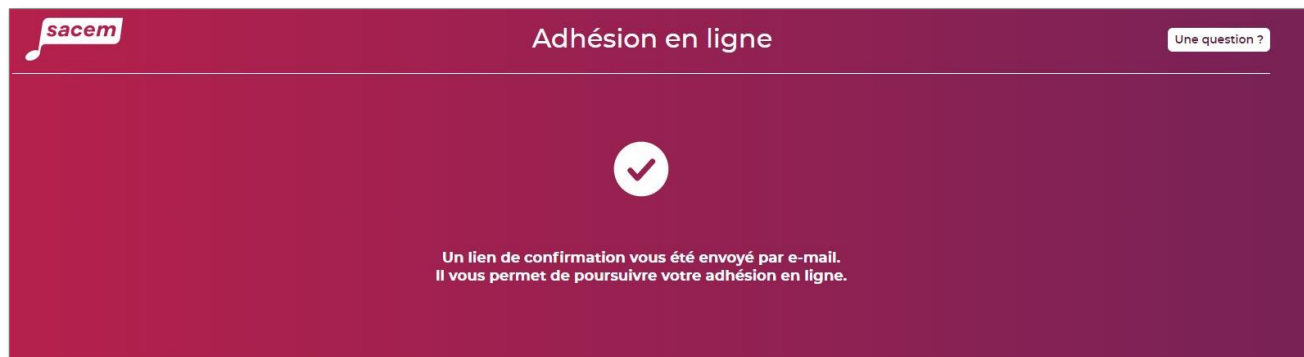 sacem
Adhésion en ligne
Une question ?
Un lien de confirmation vous été envoyé par e-mail.
Il vous permet de poursuivre votre adhésion en ligne.